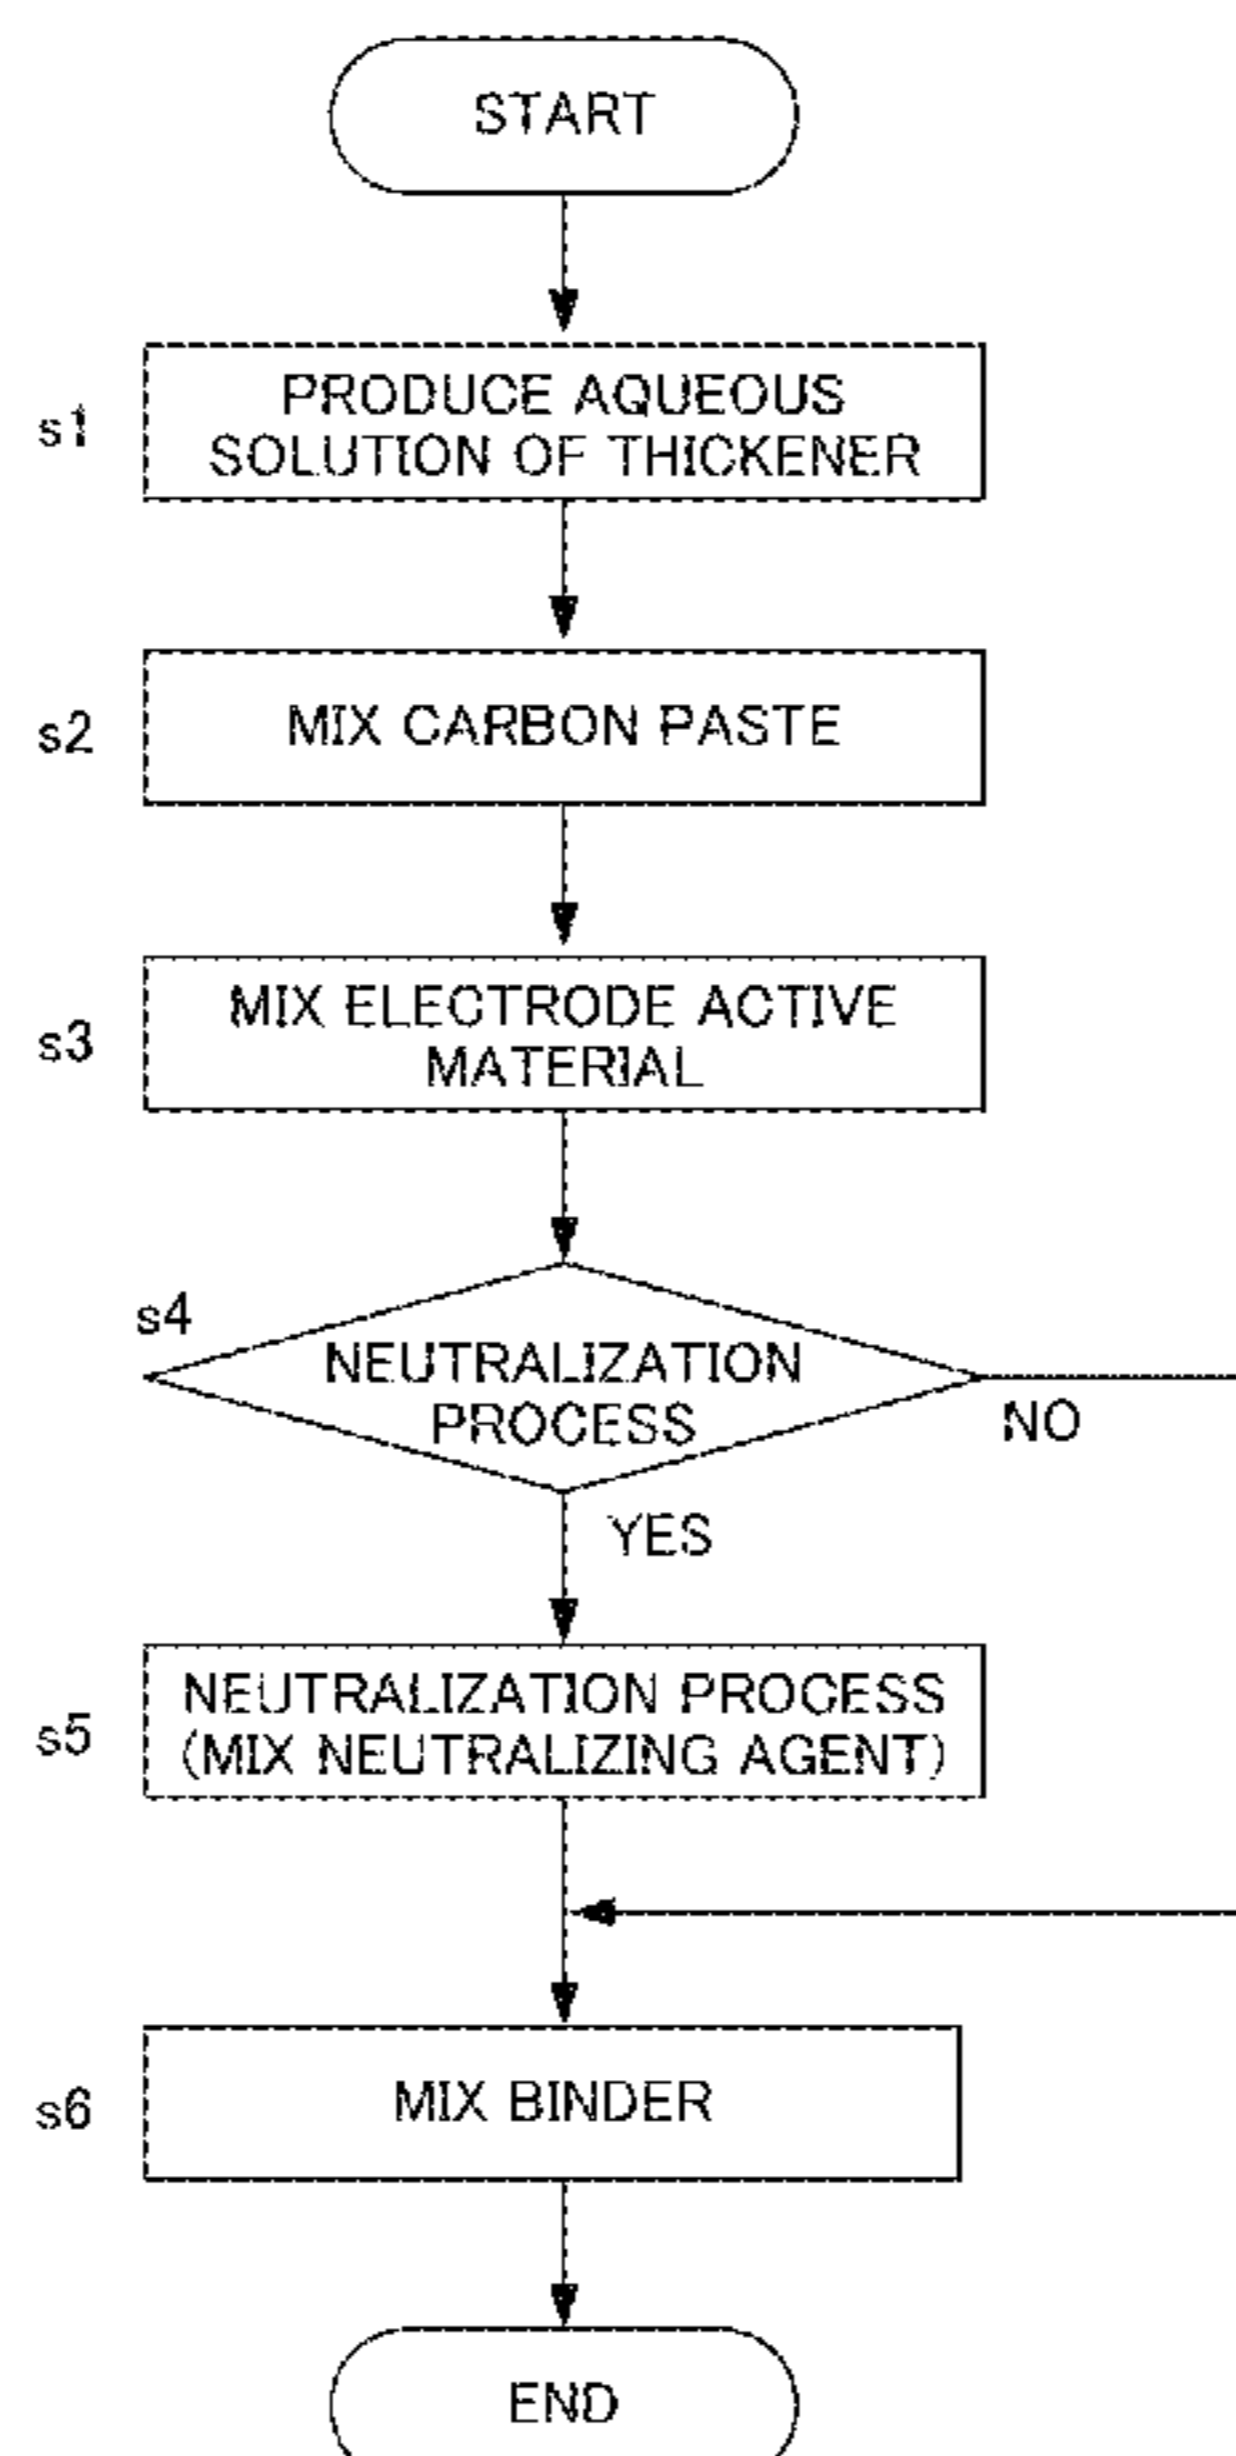 START
s1
PRODUCE AQUEOUS
SOLUTION OF THICKENER
s2
MIX CARBON PASTE
s3
MIX ELECTRODE ACTIVE
MATERIAL
s4
NEUTRALIZATION
PROCESS
NO
YES
s5
NEUTRALIZATION PROCESS
(MIX NEUTRALIZING AGENT)
s6
MIX BINDER
END